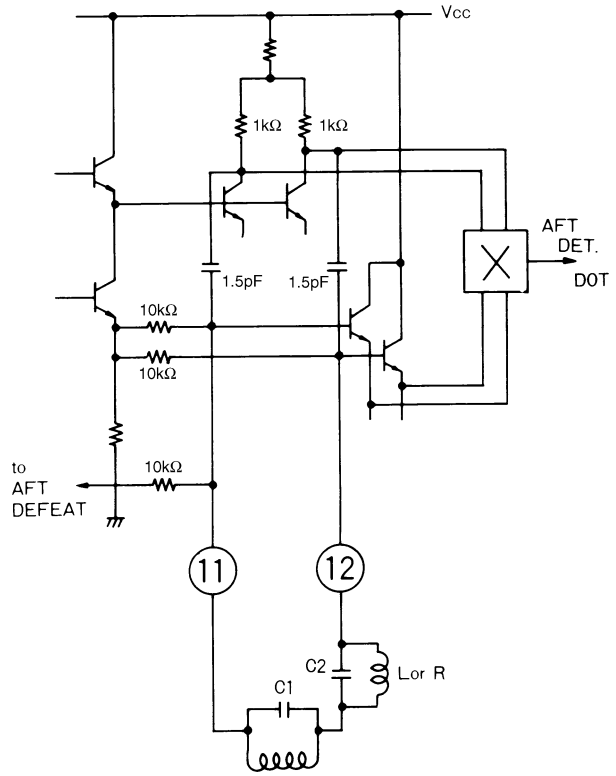 Vcc
1kΩ
1kΩ
AFT
DET.
DOT
1.5pF
1.5pF
10kΩ
10kΩ
10kΩ
to
AFT
DEFEAT
11
12
C2
L or R
C1